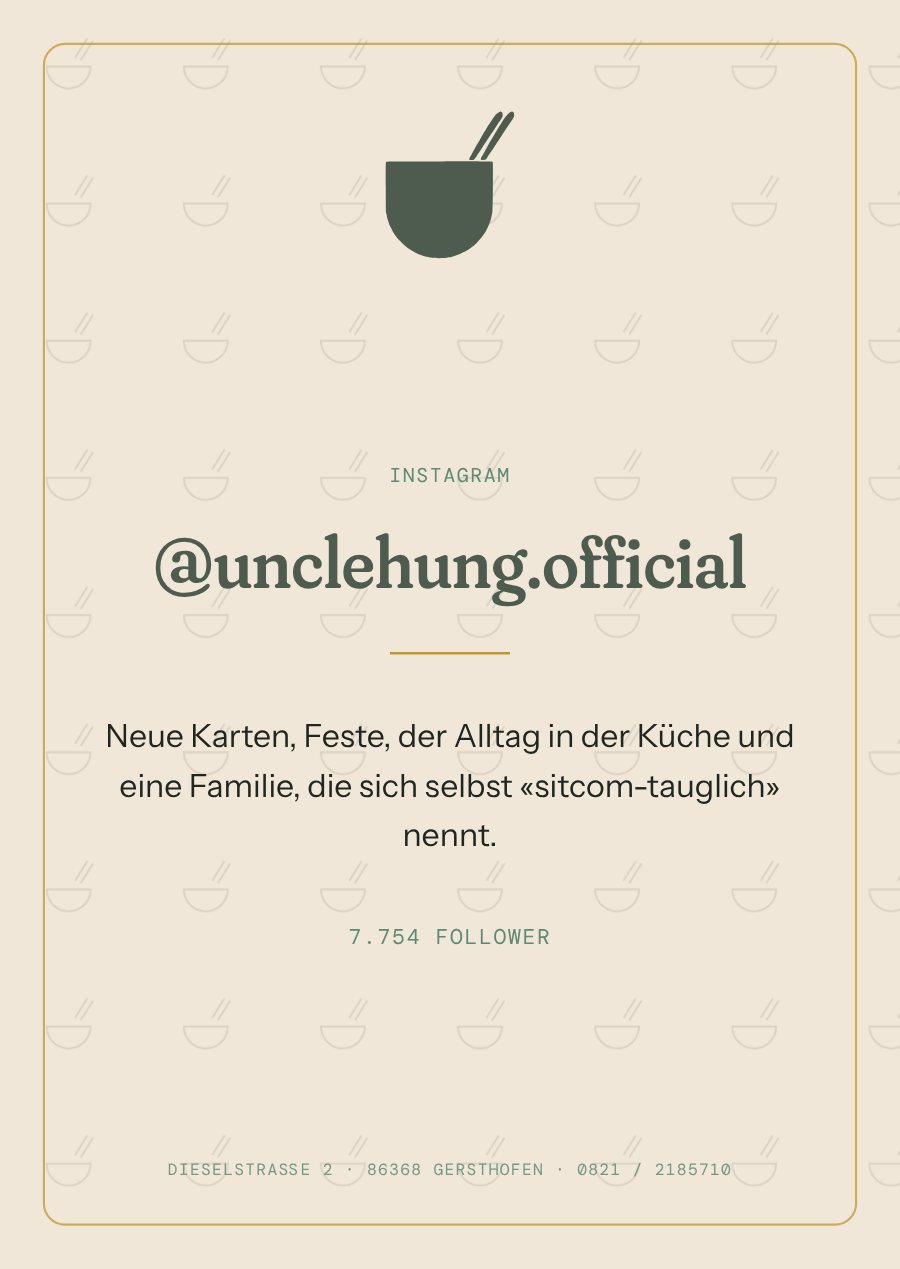 INSTAGRAM
@unclehung.official
Neue Karten, Feste, der Alltag in der Küche und
eine Familie, die sich selbst «sitcom-tauglich»
nennt.
7.754 FOLLOWER
DIESELSTRASSE 2 · 86368 GERSTHOFEN · 0821 / 2185710